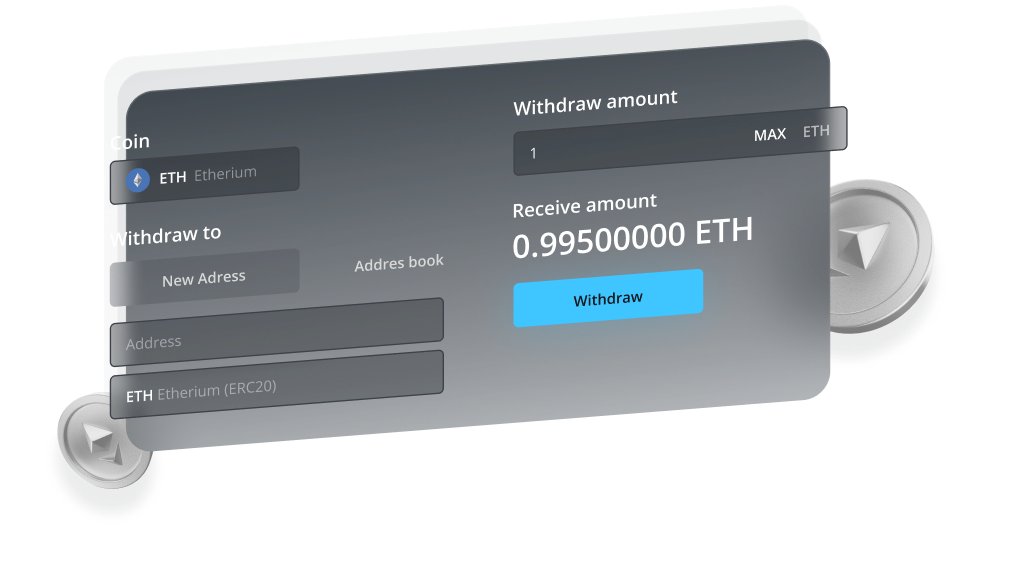 Coin
ETH Etherium
Withdraw to
New Adress
Addres book
Address
ETH Etherium (ERC20)
Withdraw amount
1 MAX ETH
Receive amount
0.99500000 ETH
Withdraw